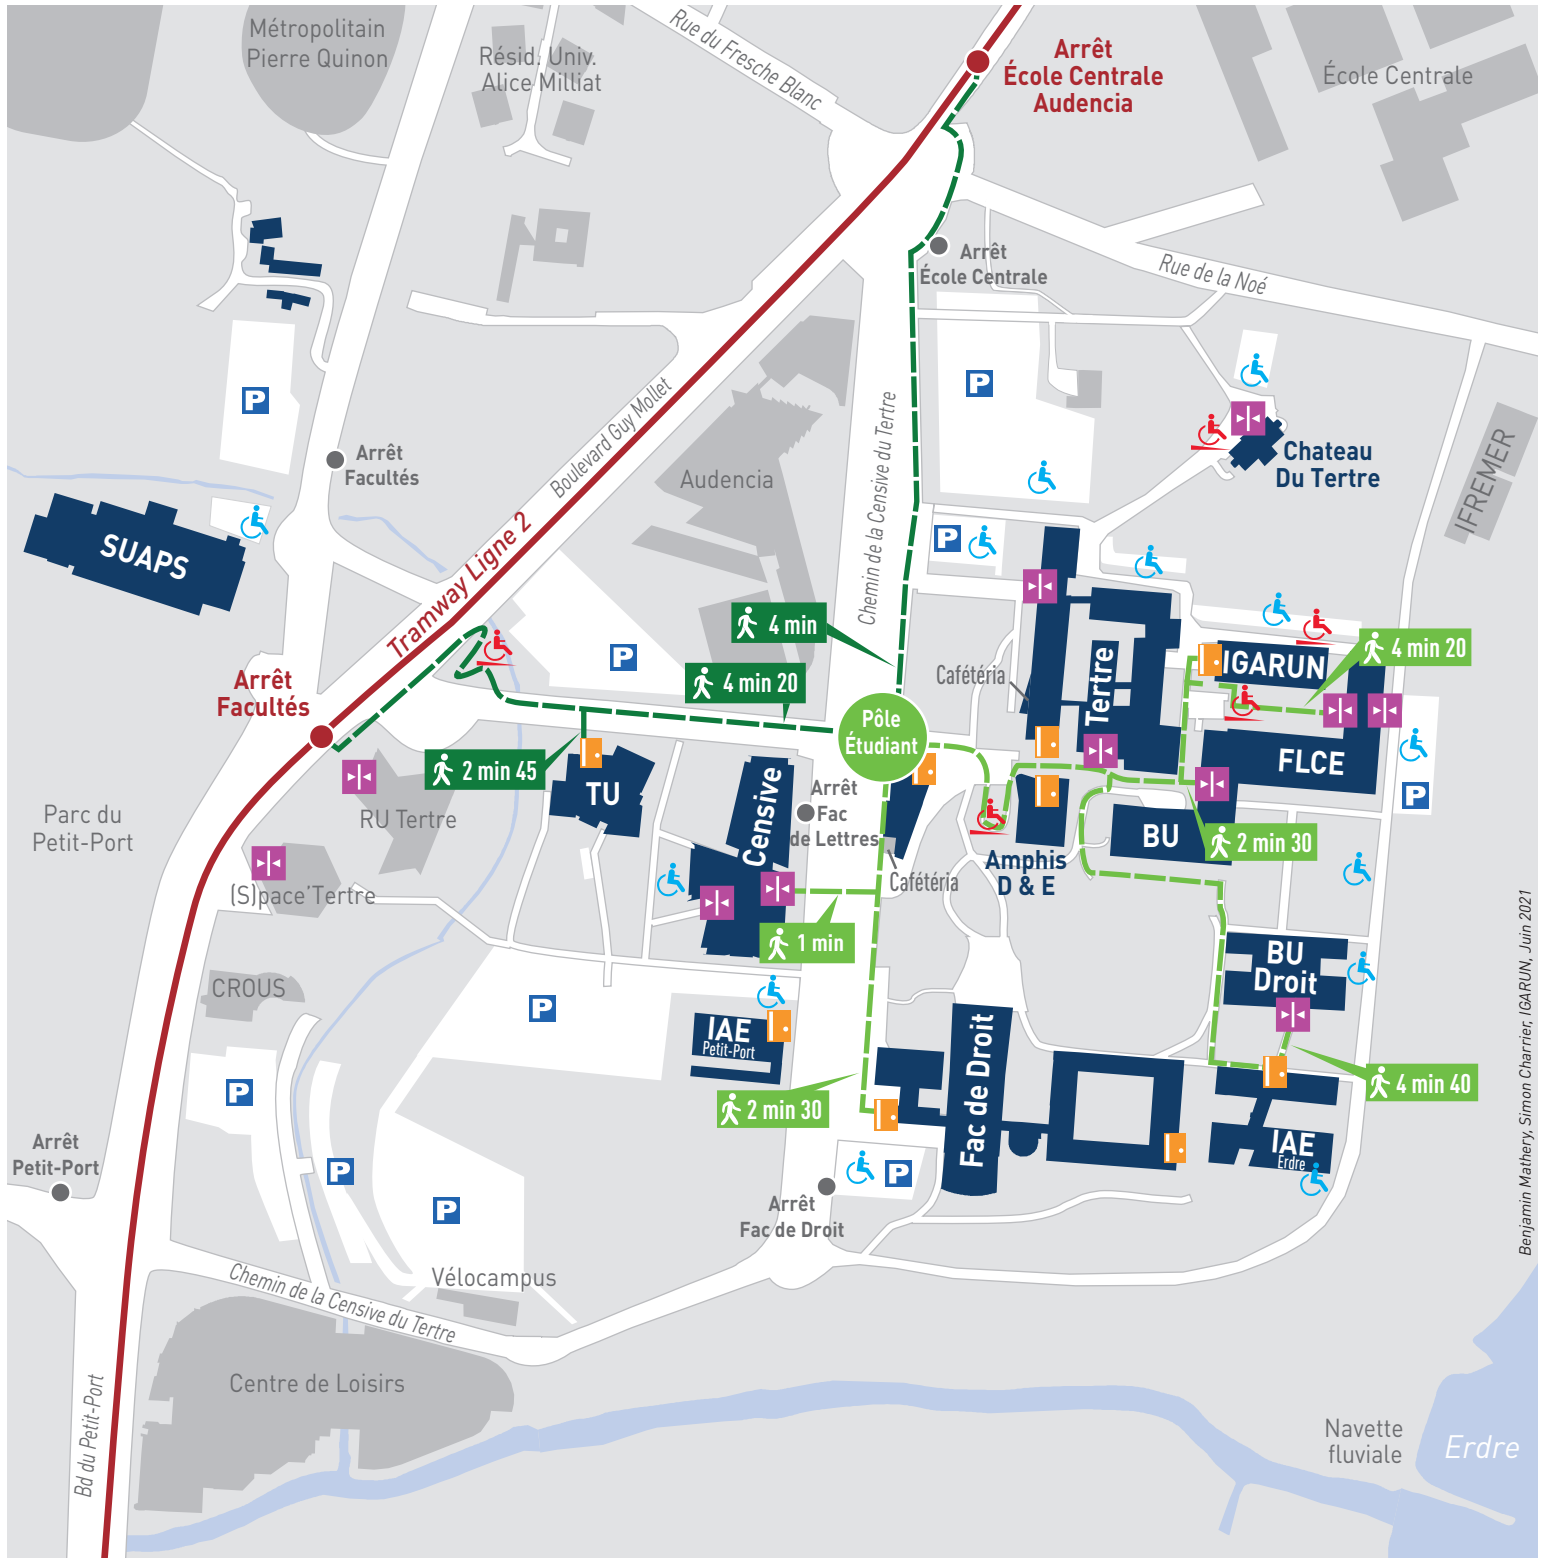 Métropolitain
Pierre Quinon
Résid. Univ.
Alice Milliat
Rue du Fresche Blanc
Arrêt
École Centrale
Audencia
École Centrale
Arrêt
École Centrale
Rue de la Noé
P
P
Arrêt
Facultés
Boulevard Guy Mollet
Audencia
Chemin de la Censive du Tertre
Chateau
Du Tertre
IFREMER
SUAPS
Tramway Ligne 2
P
P
4 min
4 min 20
Cafétéria
Tertre
IGARUN
4 min 20
Arrêt
Facultés
Pôle
Étudiant
FLCE
P
2 min 45
TU
Censive
Arrêt
Fac
de Lettres
BU
2 min 30
Parc du
Petit-Port
RU Tertre
Amphis
D & E
Cafétéria
(S)pace'Tertre
1 min
BU
Droit
CROUS
P
IAE
Petit-Port
Fac de Droit
P
2 min 30
4 min 40
Arrêt
Petit-Port
P
P
P
IAE
Erdre
Arrêt
Fac de Droit
Vélocampus
Chemin de la Censive du Tertre
Centre de Loisirs
Bd du Petit-Port
Navette
fluviale
Erdre
Benjamin Mathery, Simon Charrier, IGARUN, Juin 2021